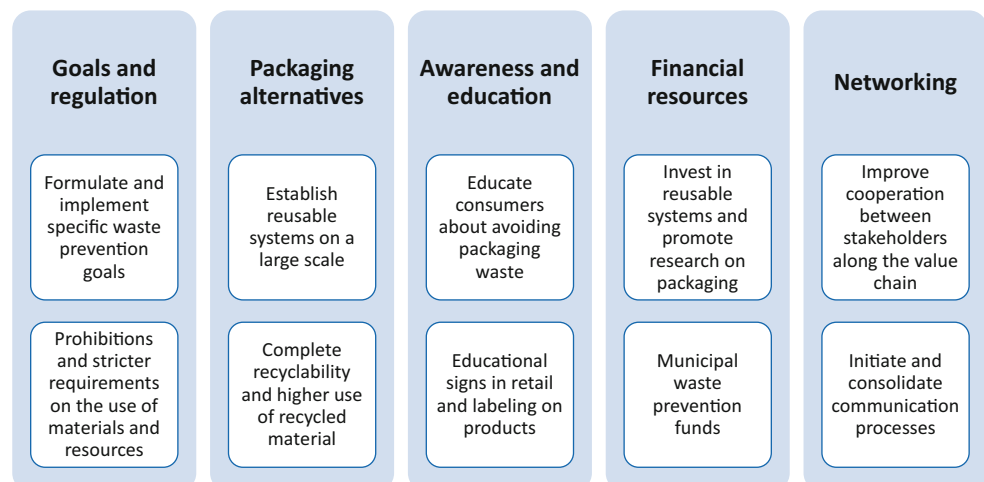 Goals and
regulation
Formulate and
implement
specific waste
prevention
goals
Prohibitions
and stricter
requirements
on the use of
materials and
resources
Packaging
alternatives
Establish
reusable
systems on a
large scale
Complete
recyclability
and higher use
of recycled
material
Awareness and
education
Educate
consumers
about avoiding
packaging
waste
Educational
signs in retail
and labeling on
products
Financial
resources
Invest in
reusable
systems and
promote
research on
packaging
Municipal
waste
prevention
funds
Networking
Improve
cooperation
between
stakeholders
along the value
chain
Initiate and
consolidate
communication
processes